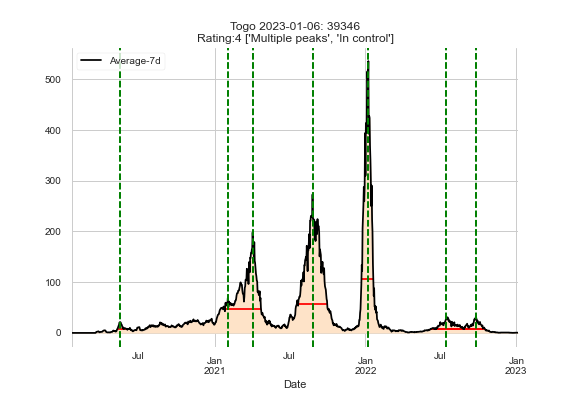 Togo 2023-01-06: 39346
Rating:4 ['Multiple peaks', 'In control']
Average-7d
500
400
300
200
100
0
Jul
Jan
2021
Jul
Jan
2022
Jul
Jan
2023
Date